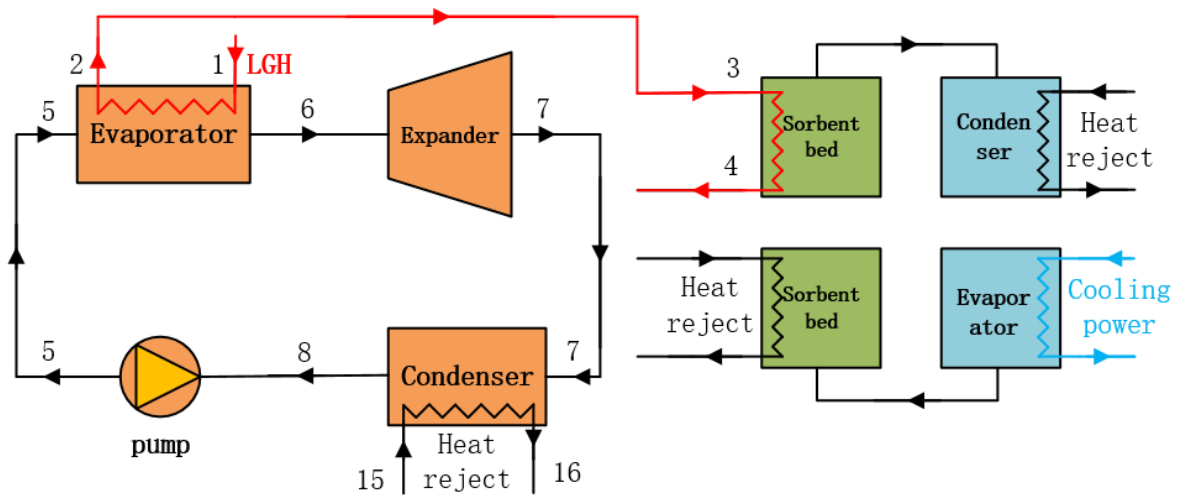 2
1
LGH
5
Evaporator
6
Expander
7
3
4
Sorbent
bed
Conden
ser
Heat
reject
Heat
reject
Sorbent
bed
Evapor
ator
Cooling
power
5
pump
8
Condenser
7
Heat
reject
15
16